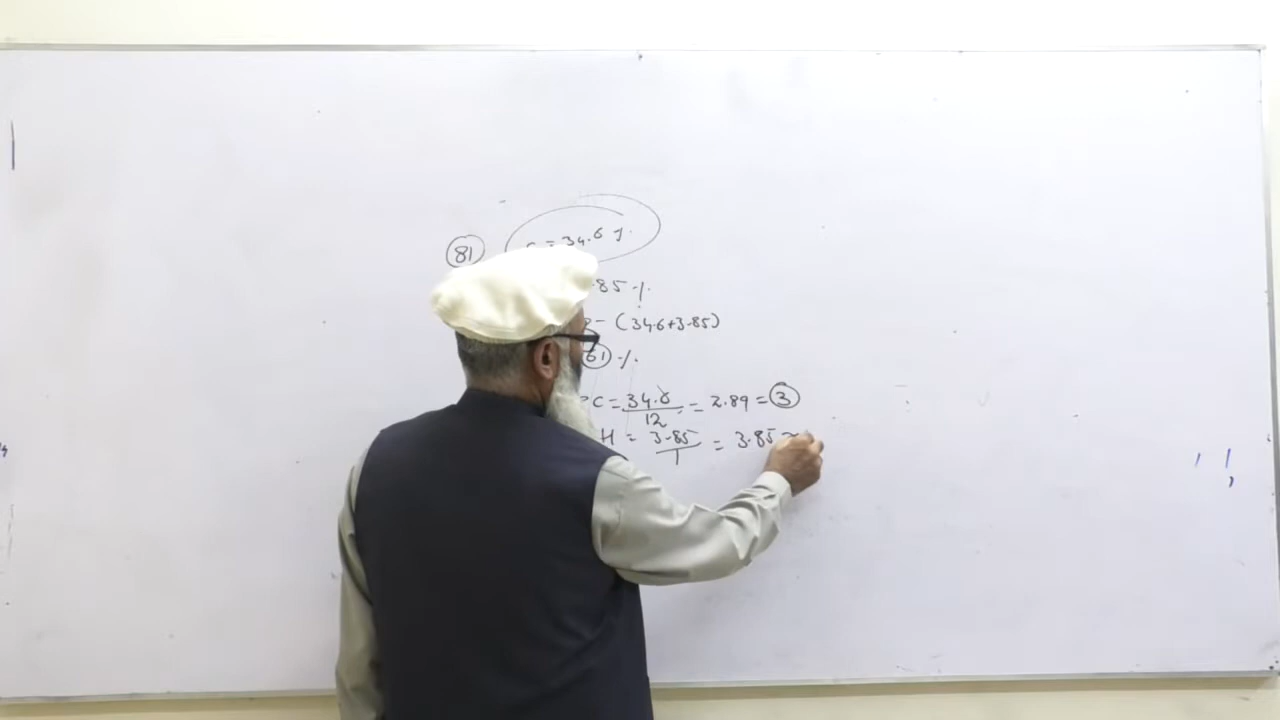 81 = 34.6 %.
.85 %.
- (34.6+3.85)
61 %.
C = 34.6/12 = 2.89 = 3
H = 3.85/1 = 3.85 ≈